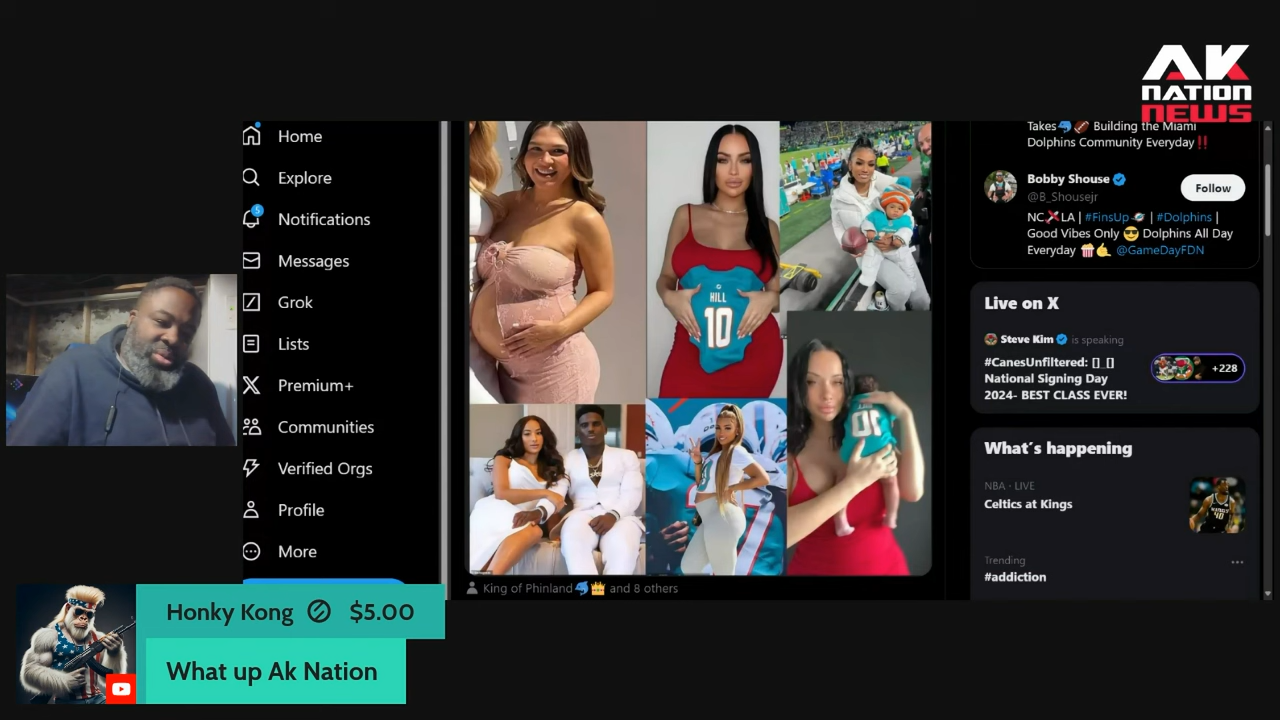 AK
NATION
NEWS
Home
Explore
5
Notifications
Messages
Grok
Lists
Premium+
Communities
Verified Orgs
Profile
More
HILL
10
10
King of Phinland🐬👑 and 8 others
Takes🐬🏈 Building the Miami
Dolphins Community Everyday‼️
Bobby Shouse
Follow
@B_Shousejr
NC✈️LA | #FinsUp | #Dolphins |
Good Vibes Only 😎 Dolphins All Day
Everyday 🍿🤙 @GameDayFDN
Live on X
Steve Kim is speaking
#CanesUnfiltered: []_[]
National Signing Day
2024- BEST CLASS EVER!
+228
What's happening
NBA · LIVE
Celtics at Kings
Trending
#addiction
Honky Kong $5.00
What up Ak Nation